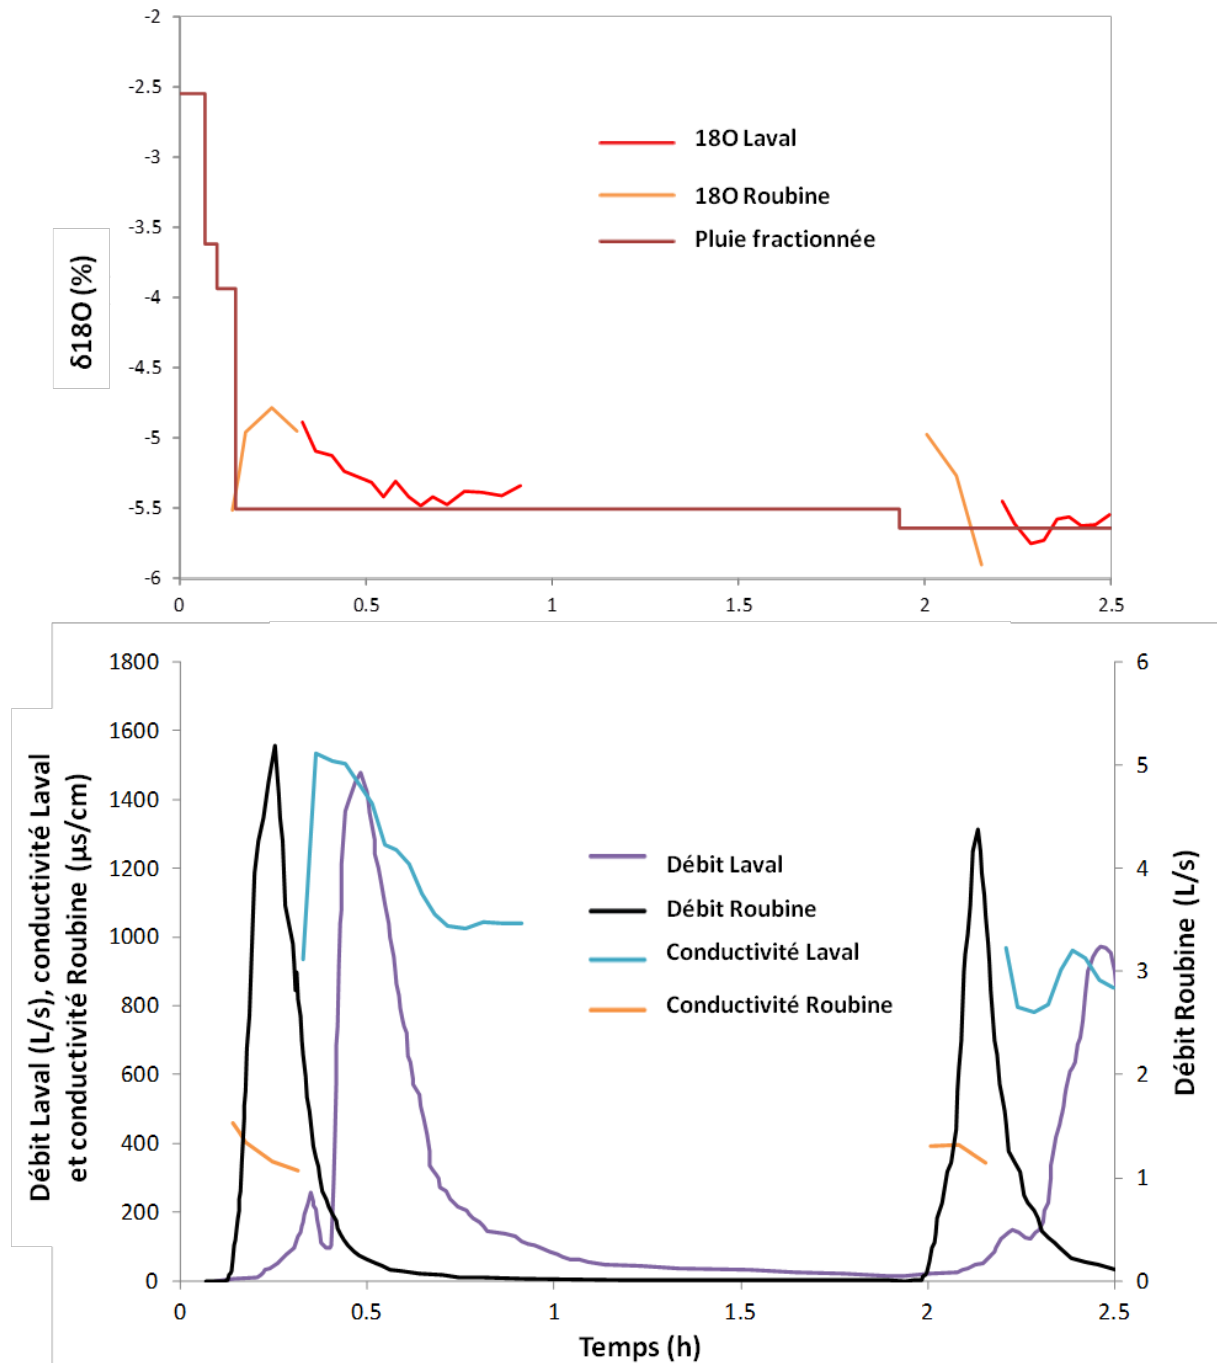 -2
-2.5
-3
-3.5
-4
-4.5
-5
-5.5
-6
δ18O (%)
18O Laval
18O Roubine
Pluie fractionnée
0 0.5 1 1.5 2 2.5
1800
1600
1400
1200
1000
800
600
400
200
0
Débit Laval (L/s), conductivité Laval
et conductivité Roubine (µs/cm)
Débit Laval
Débit Roubine
Conductivité Laval
Conductivité Roubine
6
5
4
3
2
1
0
Débit Roubine (L/s)
0 0.5 1 1.5 2 2.5
Temps (h)